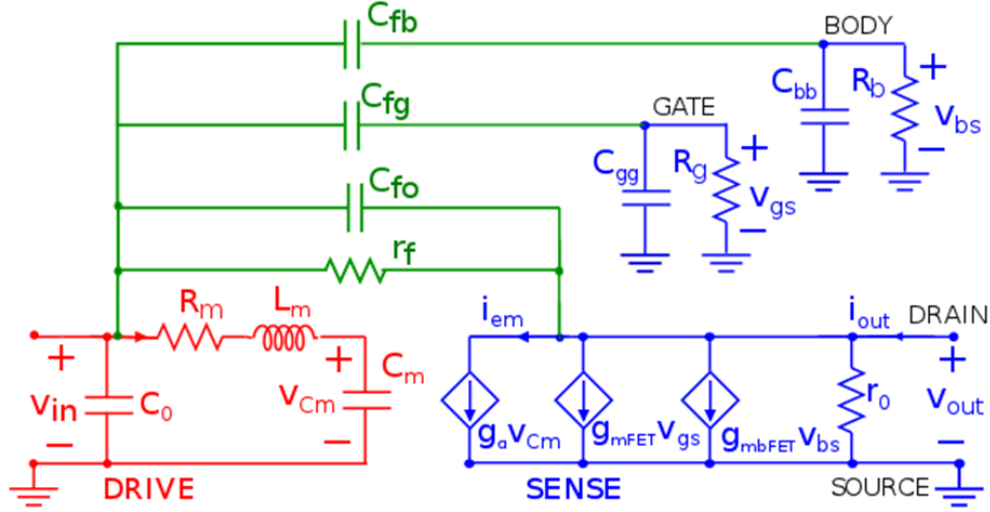 Cfb
BODY
Cbb
Rb
+
vbs
−
Cfg
GATE
Cgg
Rg
+
vgs
−
Cfo
rf
Rm
Lm
iem
iout
DRAIN
+
vin
−
C0
+
vCm
−
Cm
gavCm
gmFETvgs
gmbFETvbs
r0
+
vout
−
DRIVE
SENSE
SOURCE